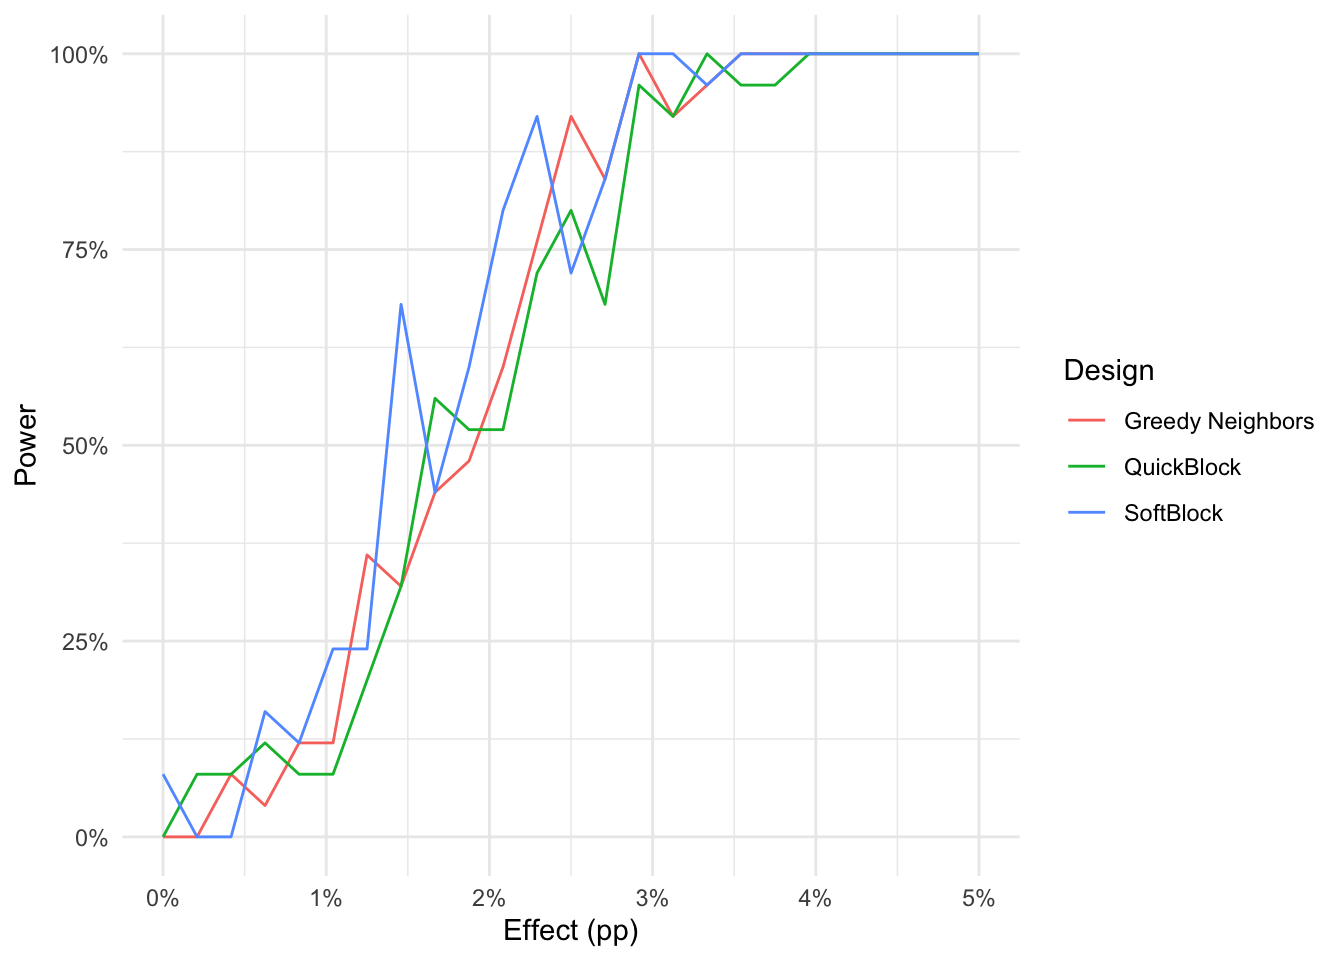 100%
75%
50%
25%
0%
Power
0%
1%
2%
3%
4%
5%
Effect (pp)
Design
Greedy Neighbors
QuickBlock
SoftBlock